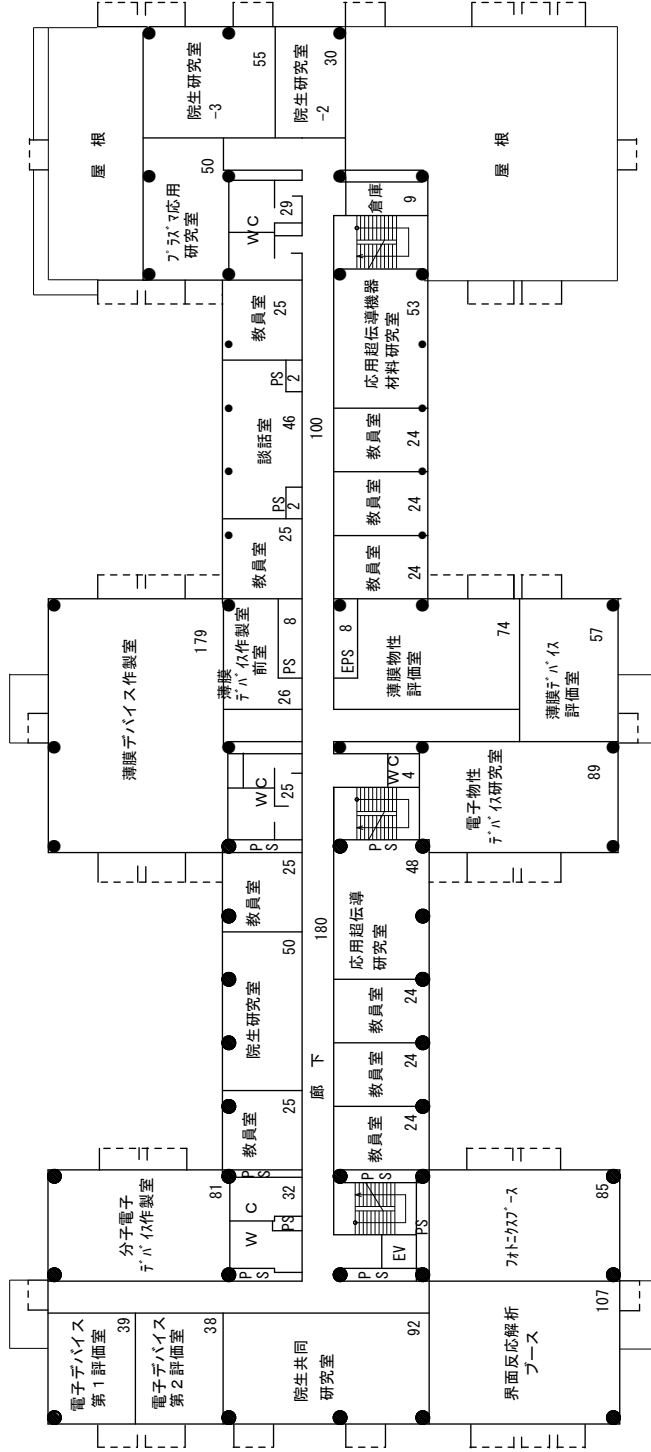 電子デバイス
第1評価室
39
電子デバイス
第2評価室
38
分子電子
ﾃﾞﾊﾞｲｽ作製室
81
薄膜デバイス作製室
179
屋 根
院生共同
研究室
92
PS
W C
PS
32
PS
教員室
25
院生研究室
50
教員室
25
PS
WC
25
薄膜
ﾃﾞﾊﾞｲｽ作製室
前室
26
PS
8
教員室
25
PS
2
談話室
46
PS
2
教員室
25
WC
29
ﾌﾟﾗｽﾞﾏ応用
研究室
50
院生研究室
-3
55
院生研究室
-2
30
廊 下
180
100
PS
EV
PS
PS
教員室
24
教員室
24
教員室
24
応用超伝導
研究室
48
PS
WC
4
EPS
8
薄膜物性
評価室
74
教員室
24
教員室
24
教員室
24
応用超伝導機器
材料研究室
53
倉庫
9
界面反応解析
ブース
107
ﾌｫﾄﾆｸｽﾌﾞｰｽ
85
電子物性
ﾃﾞﾊﾞｲｽ研究室
89
薄膜ﾃﾞﾊﾞｲｽ
評価室
57
屋 根